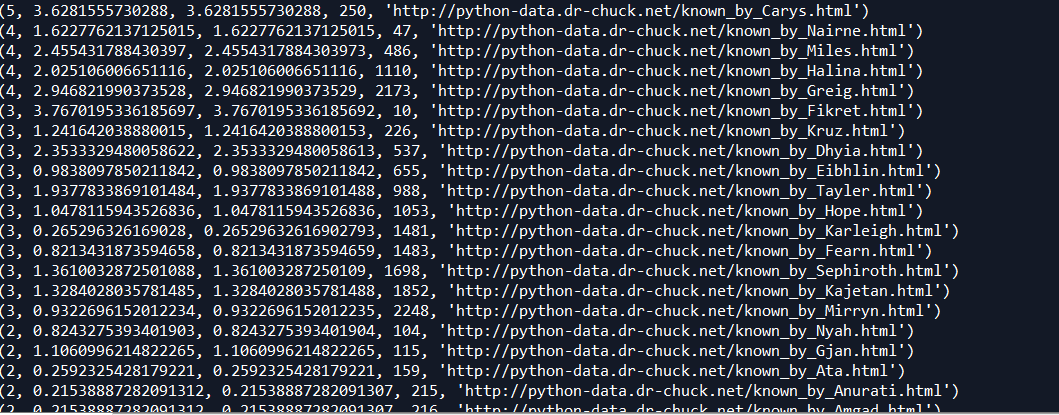 (5, 3.6281555730288, 3.6281555730288, 250, 'http://python-data.dr-chuck.net/known_by_Carys.html')
(4, 1.6227762137125015, 1.6227762137125015, 47, 'http://python-data.dr-chuck.net/known_by_Nairne.html')
(4, 2.455431788430397, 2.4554317884303973, 486, 'http://python-data.dr-chuck.net/known_by_Miles.html')
(4, 2.025106006651116, 2.025106006651116, 1110, 'http://python-data.dr-chuck.net/known_by_Halina.html')
(4, 2.946821990373528, 2.946821990373529, 2173, 'http://python-data.dr-chuck.net/known_by_Greig.html')
(3, 3.7670195336185697, 3.7670195336185692, 10, 'http://python-data.dr-chuck.net/known_by_Fikret.html')
(3, 1.241642038880015, 1.2416420388800153, 226, 'http://python-data.dr-chuck.net/known_by_Kruz.html')
(3, 2.3533329480058622, 2.3533329480058613, 537, 'http://python-data.dr-chuck.net/known_by_Dhyia.html')
(3, 0.9838097850211842, 0.9838097850211842, 655, 'http://python-data.dr-chuck.net/known_by_Eibhlin.html')
(3, 1.9377833869101484, 1.9377833869101488, 988, 'http://python-data.dr-chuck.net/known_by_Tayler.html')
(3, 1.0478115943526836, 1.0478115943526836, 1053, 'http://python-data.dr-chuck.net/known_by_Hope.html')
(3, 0.265296326169028, 0.26529632616902793, 1481, 'http://python-data.dr-chuck.net/known_by_Karleigh.html')
(3, 0.8213431873594658, 0.8213431873594659, 1483, 'http://python-data.dr-chuck.net/known_by_Fearn.html')
(3, 1.3610032872501088, 1.361003287250109, 1698, 'http://python-data.dr-chuck.net/known_by_Sephiroth.html')
(3, 1.3284028035781485, 1.3284028035781488, 1852, 'http://python-data.dr-chuck.net/known_by_Kajetan.html')
(3, 0.9322696152012234, 0.9322696152012235, 2248, 'http://python-data.dr-chuck.net/known_by_Mirryn.html')
(2, 0.8243275393401903, 0.8243275393401904, 104, 'http://python-data.dr-chuck.net/known_by_Nyah.html')
(2, 1.1060996214822265, 1.1060996214822265, 115, 'http://python-data.dr-chuck.net/known_by_Gjan.html')
(2, 0.2592325428179221, 0.2592325428179221, 159, 'http://python-data.dr-chuck.net/known_by_Ata.html')
(2, 0.21538887282091312, 0.21538887282091307, 215, 'http://python-data.dr-chuck.net/known_by_Anurati.html')
(2, 0.21538887282091312, 0.21538887282091307, 216, 'http://python-data.dr-chuck.net/known_by_Amgad.html')